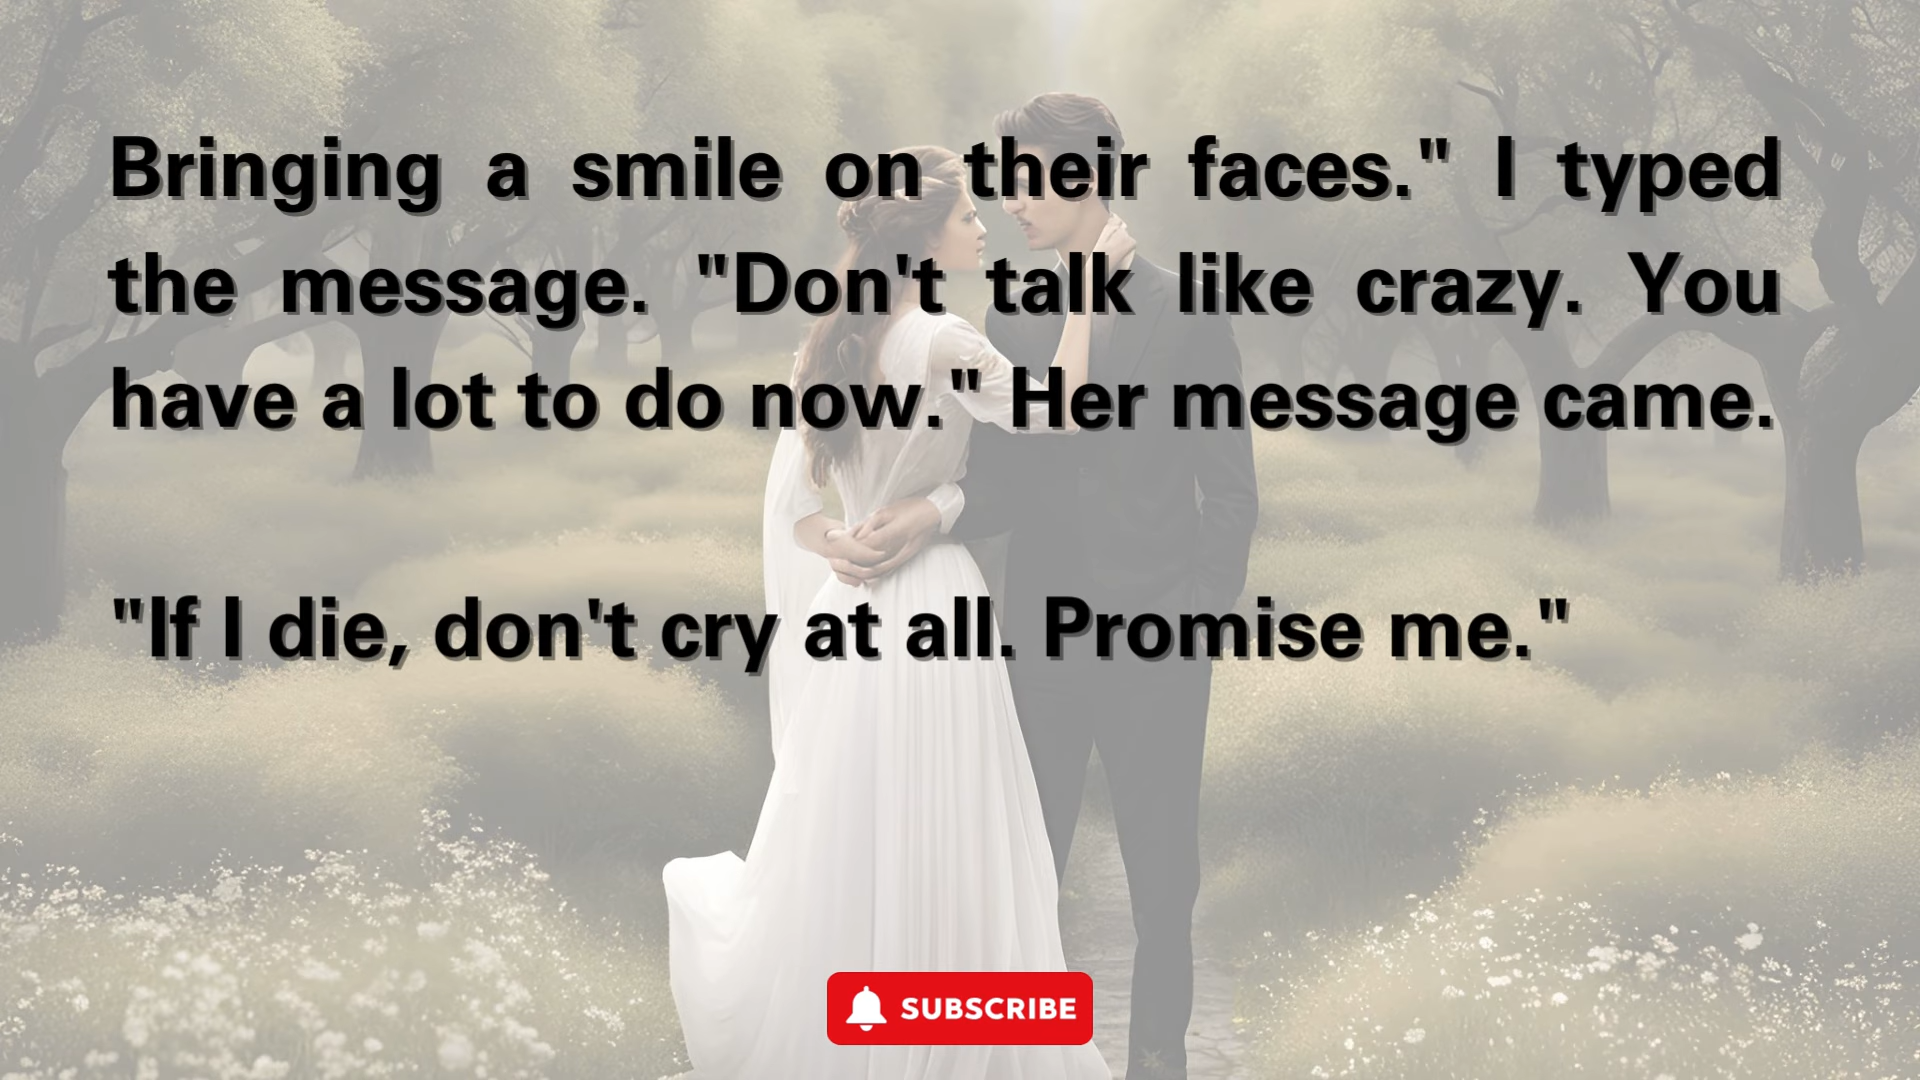 Bringing a smile on their faces." I typed
the message. "Don't talk like crazy. You
have a lot to do now." Her message came.
"If I die, don't cry at all. Promise me."
SUBSCRIBE